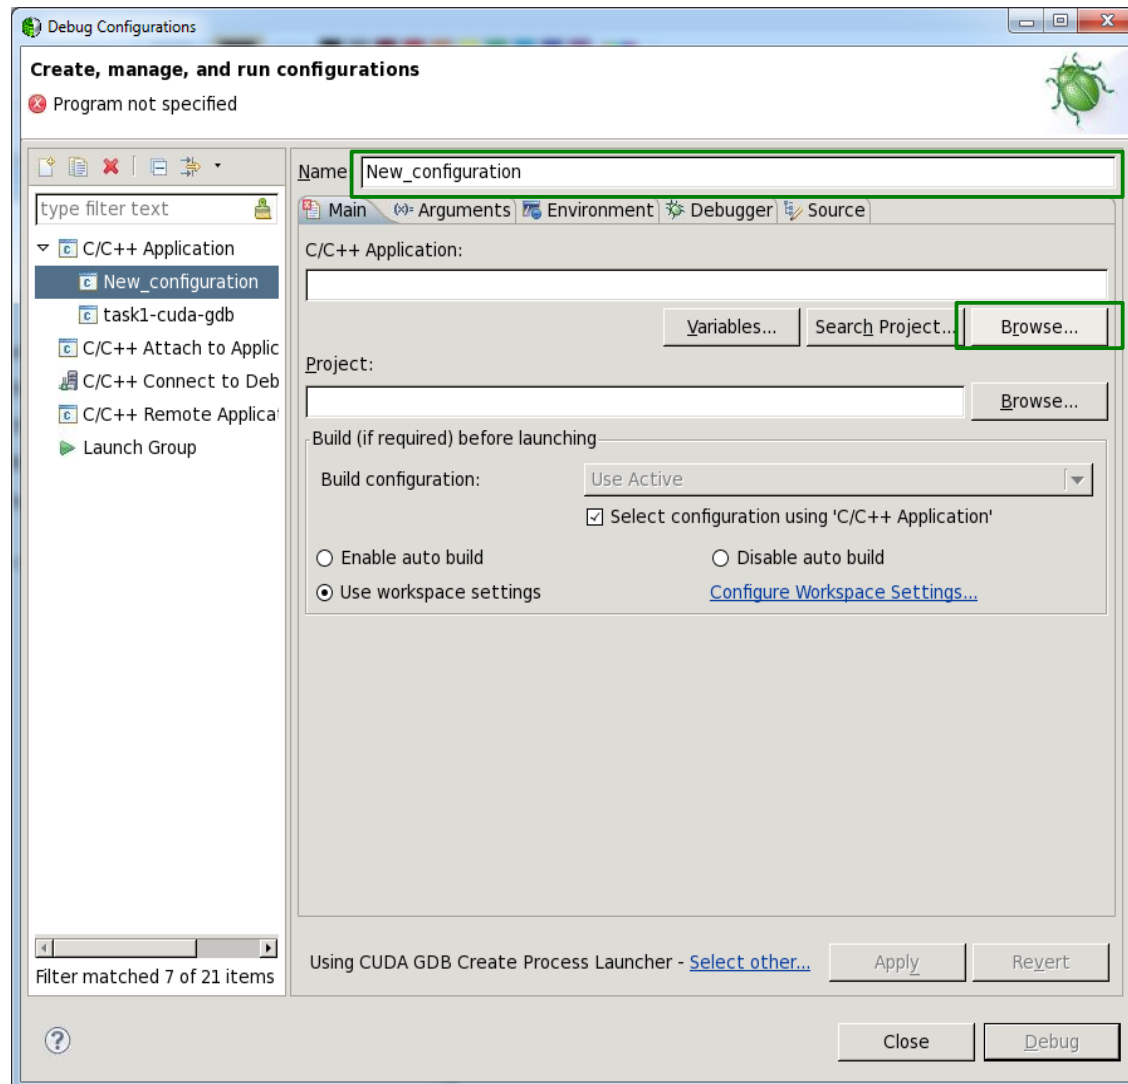 Debug Configurations
Create, manage, and run configurations
Program not specified
type filter text
C/C++ Application
New_configuration
task1-cuda-gdb
C/C++ Attach to Applic
C/C++ Connect to Deb
C/C++ Remote Applica
Launch Group
Filter matched 7 of 21 items
Name
New_configuration
Main
(x)= Arguments
Environment
Debugger
Source
C/C++ Application:
Variables...
Search Project...
Browse...
Project:
Browse...
Build (if required) before launching
Build configuration:
Use Active
Select configuration using 'C/C++ Application'
Enable auto build
Disable auto build
Use workspace settings
Configure Workspace Settings...
Using CUDA GDB Create Process Launcher - Select other...
Apply
Revert
Close
Debug